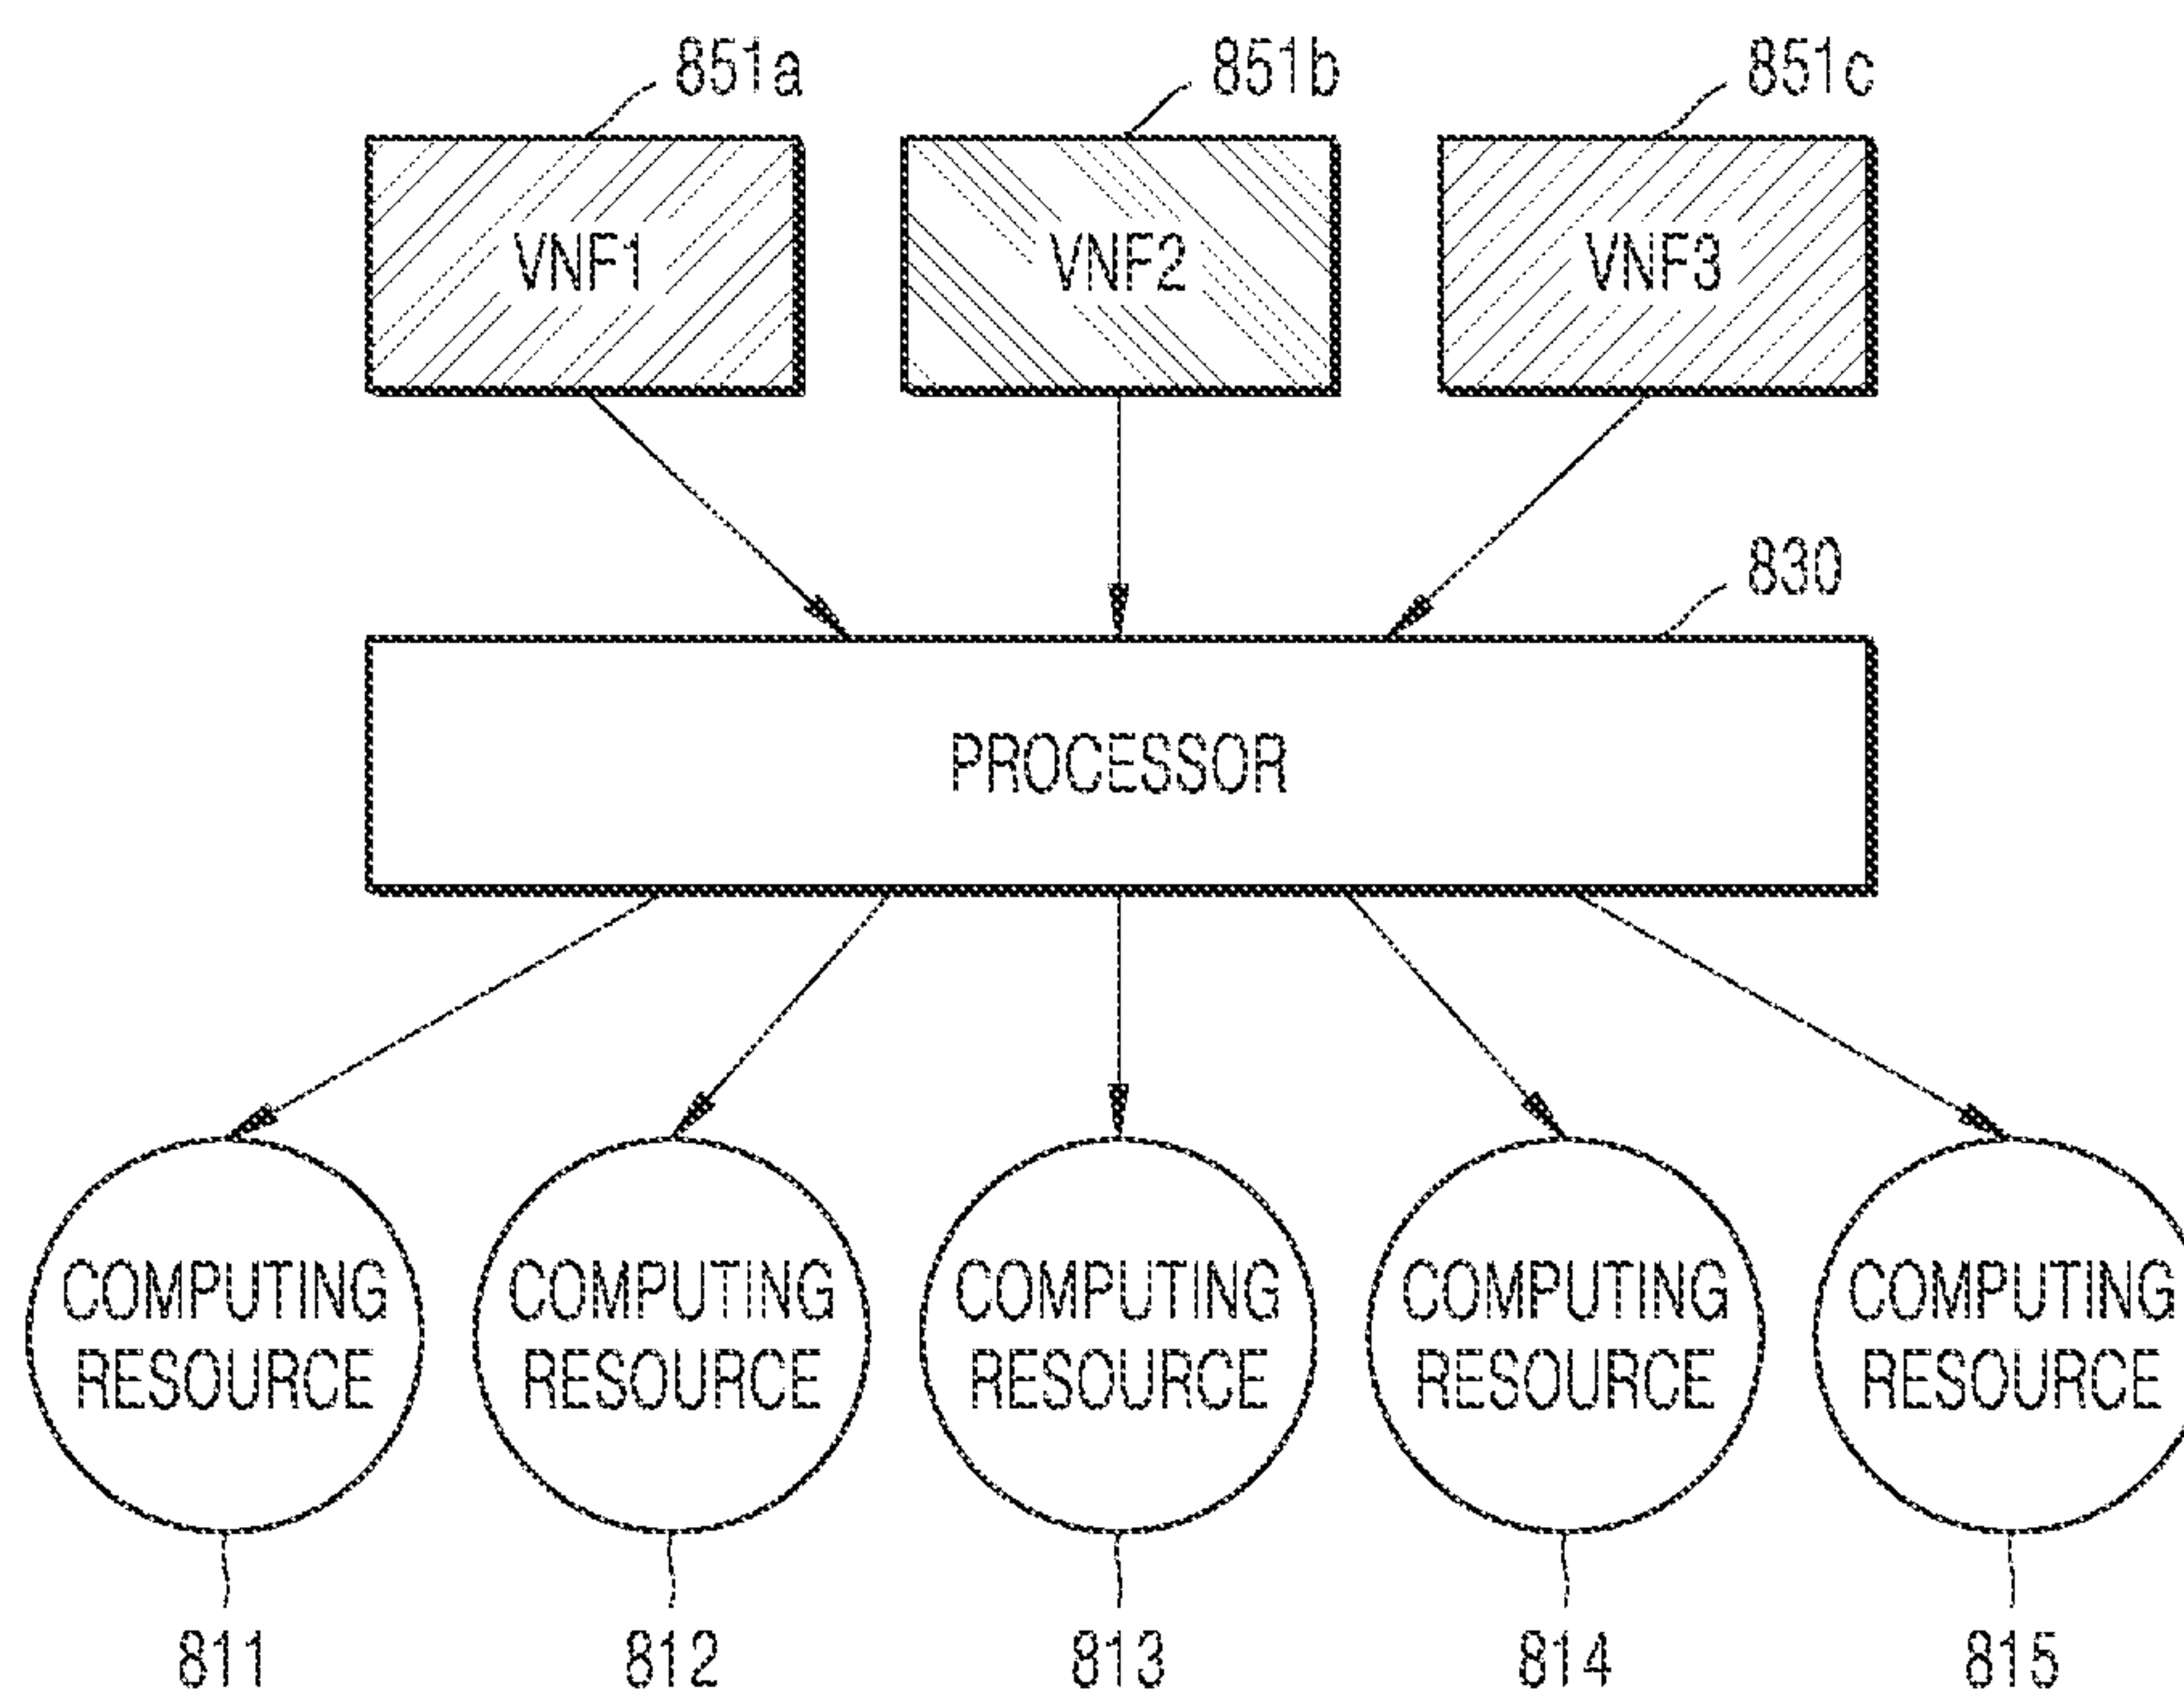 851a
851b
851c
VNF1
VNF2
VNF3
830
PROCESSOR
COMPUTING
RESOURCE
COMPUTING
RESOURCE
COMPUTING
RESOURCE
COMPUTING
RESOURCE
COMPUTING
RESOURCE
811
812
813
814
815